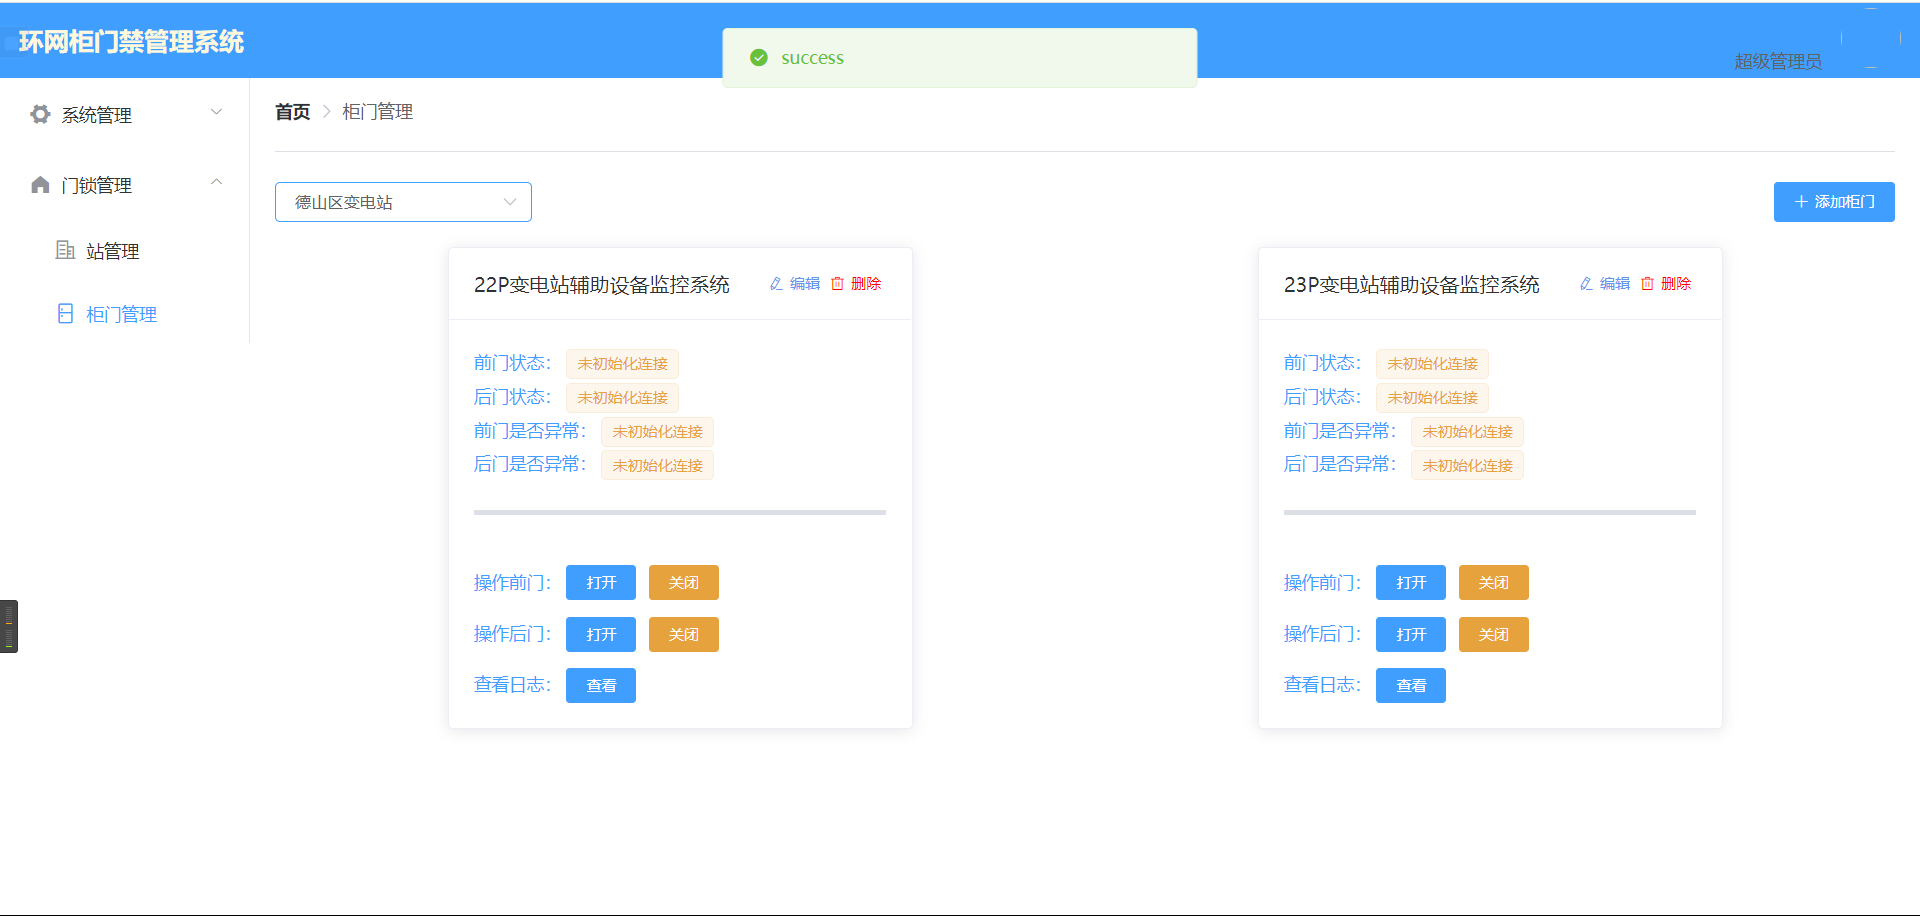 环网柜门禁管理系统
success
超级管理员
系统管理
门锁管理
站管理
柜门管理
首页 > 柜门管理
德山区变电站
添加柜门
22P变电站辅助设备监控系统 编辑 删除
前门状态： 未初始化连接
后门状态： 未初始化连接
前门是否异常： 未初始化连接
后门是否异常： 未初始化连接
操作前门： 打开 关闭
操作后门： 打开 关闭
查看日志： 查看
23P变电站辅助设备监控系统 编辑 删除
前门状态： 未初始化连接
后门状态： 未初始化连接
前门是否异常： 未初始化连接
后门是否异常： 未初始化连接
操作前门： 打开 关闭
操作后门： 打开 关闭
查看日志： 查看